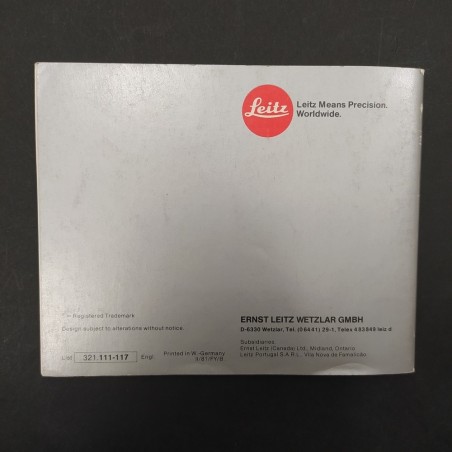 Leitz
Leitz Means Precision.
Worldwide.
* = Registered Trademark
Design subject to alterations without notice.
ERNST LEITZ WETZLAR GMBH
D-6330 Wetzlar, Tel. (06441) 29-1, Telex 483849 leiz d
Subsidiaries:
Ernst Leitz (Canada) Ltd., Midland, Ontario
Leitz Portugal S.A.R.L., Vila Nova de Famalicão
List 321.111-117 Engl.
Printed in W.-Germany